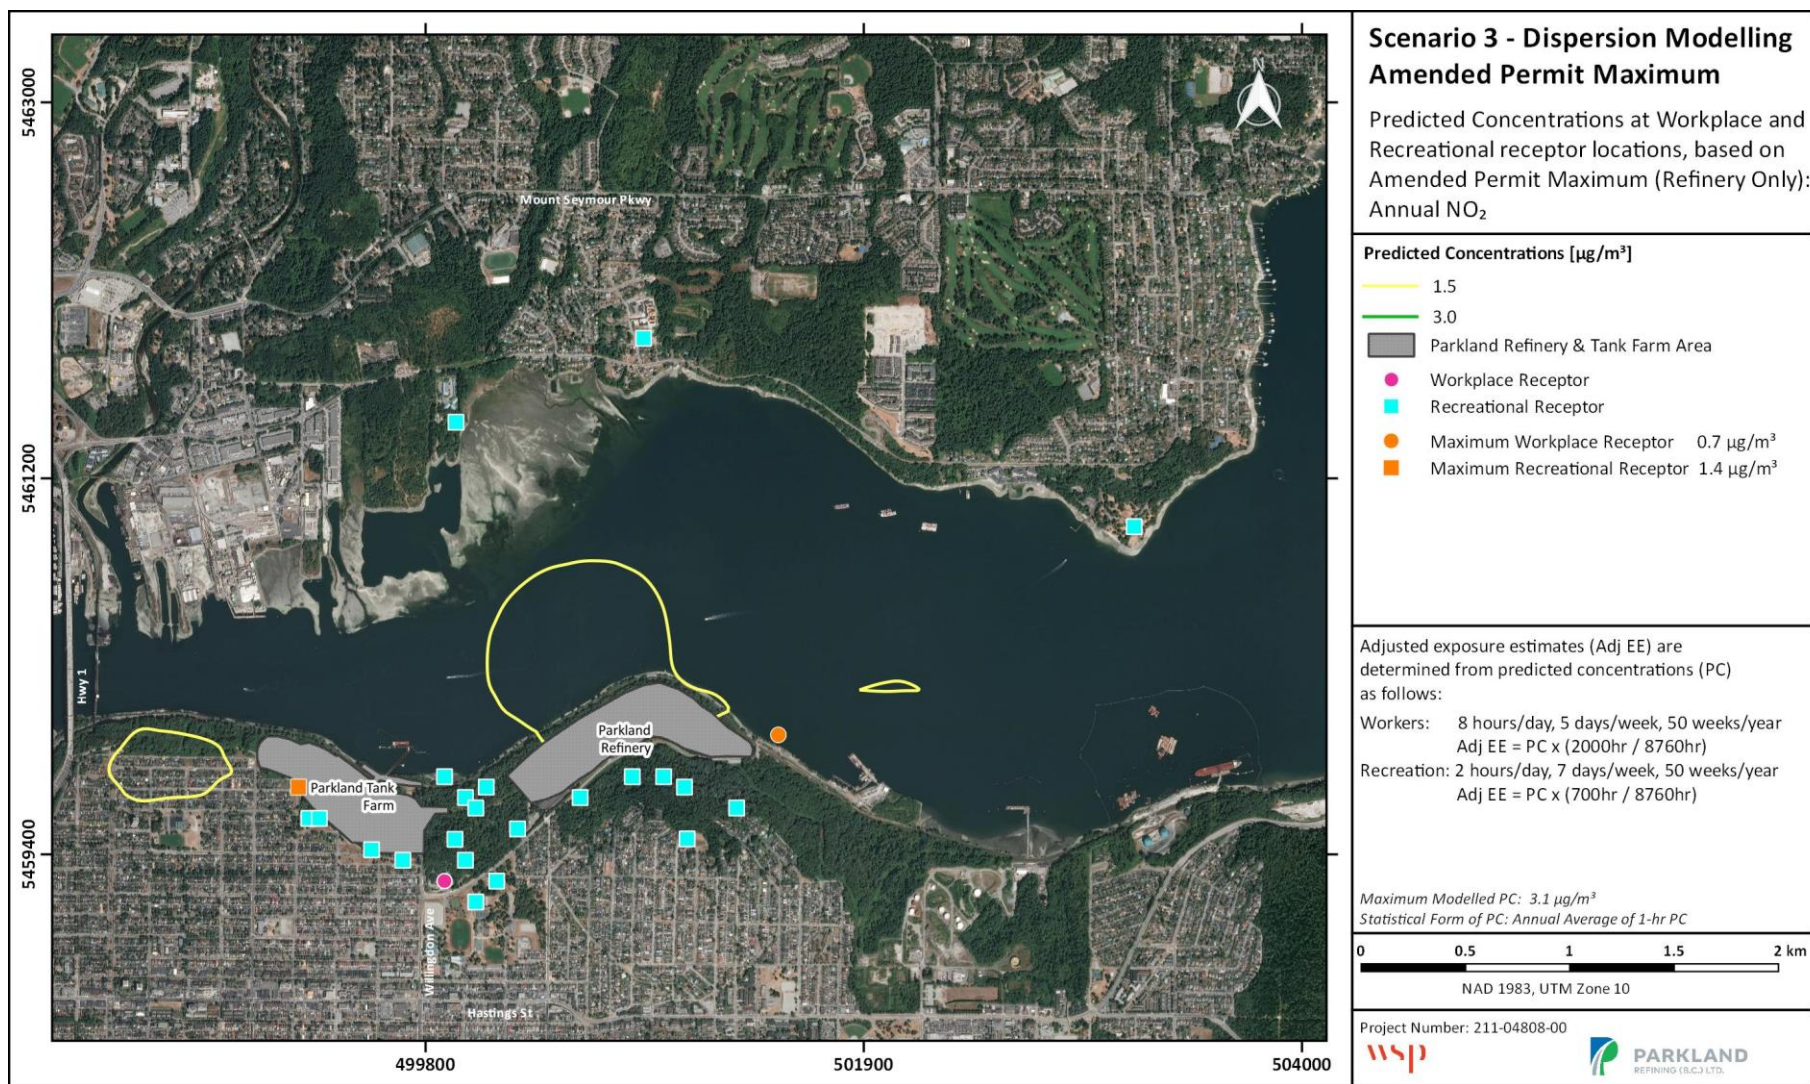 Scenario 3 - Dispersion Modelling
Amended Permit Maximum
Predicted Concentrations at Workplace and
Recreational receptor locations, based on
Amended Permit Maximum (Refinery Only):
Annual NO₂
Predicted Concentrations [µg/m³]
1.5
3.0
Parkland Refinery & Tank Farm Area
Workplace Receptor
Recreational Receptor
Maximum Workplace Receptor 0.7 µg/m³
Maximum Recreational Receptor 1.4 µg/m³
Adjusted exposure estimates (Adj EE) are
determined from predicted concentrations (PC)
as follows:
Workers: 8 hours/day, 5 days/week, 50 weeks/year
Adj EE = PC x (2000hr / 8760hr)
Recreation: 2 hours/day, 7 days/week, 50 weeks/year
Adj EE = PC x (700hr / 8760hr)
Maximum Modelled PC: 3.1 µg/m³
Statistical Form of PC: Annual Average of 1-hr PC
0 0.5 1 1.5 2 km
NAD 1983, UTM Zone 10
Project Number: 211-04808-00
wsp
PARKLAND
REFINING (B.C.) LTD.
N
Mount Seymour Pkwy
Hwy 1
Parkland
Refinery
Parkland Tank
Farm
Willingdon Ave
Hastings St
5463000
5461200
5459400
499800
501900
504000